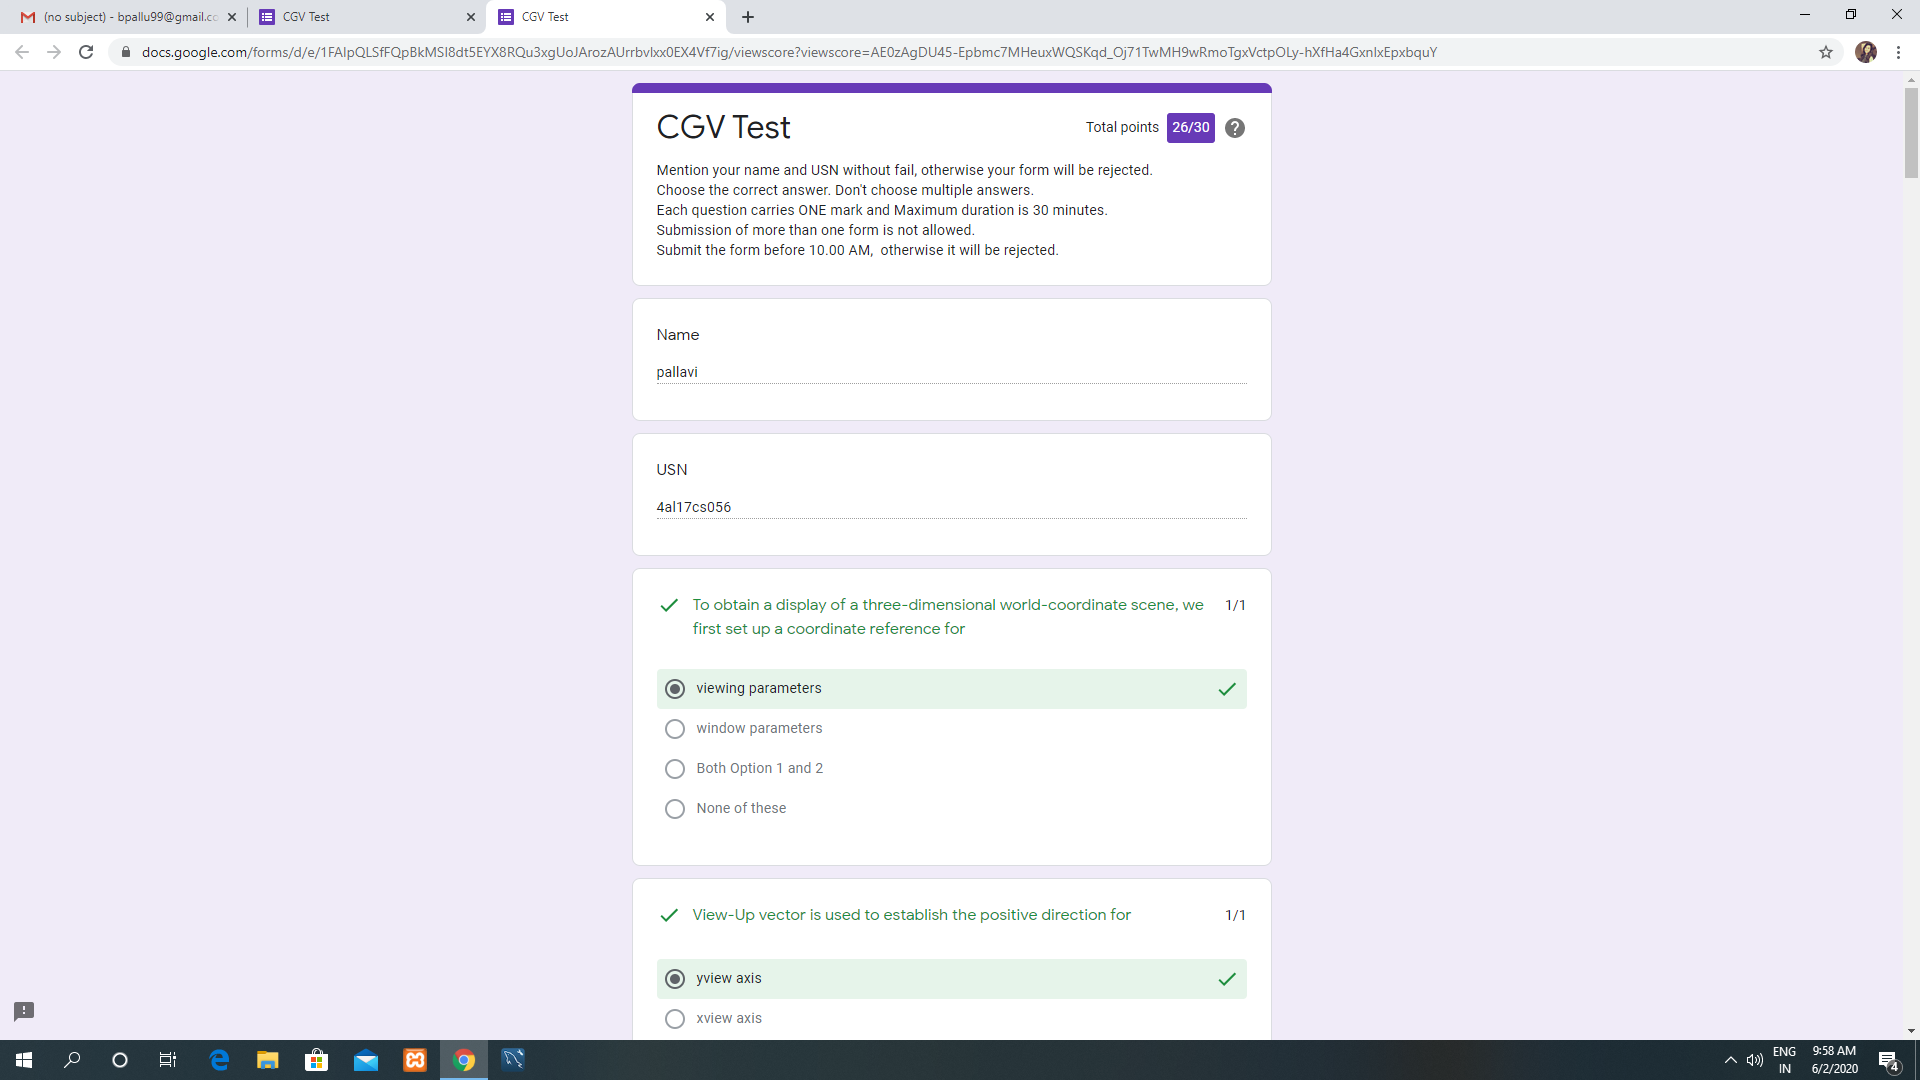 (no subject) - bpallu99@gmail.co
CGV Test
CGV Test
docs.google.com/forms/d/e/1FAIpQLSfFQpBkMSI8dt5EYX8RQu3xgUoJArozAUrrbvlxx0EX4Vf7ig/viewscore?viewscore=AE0zAgDU45-Epbmc7MHeuxWQSKqd_Oj71TwMH9wRmoTgxVctpOLy-hXfHa4GxnIxEpxbquY
CGV Test
Total points 26/30
Mention your name and USN without fail, otherwise your form will be rejected.
Choose the correct answer. Don't choose multiple answers.
Each question carries ONE mark and Maximum duration is 30 minutes.
Submission of more than one form is not allowed.
Submit the form before 10.00 AM,  otherwise it will be rejected.
Name
pallavi
USN
4al17cs056
To obtain a display of a three-dimensional world-coordinate scene, we 1/1
first set up a coordinate reference for
viewing parameters
window parameters
Both Option 1 and 2
None of these
View-Up vector is used to establish the positive direction for 1/1
yview axis
xview axis
ENG
IN
9:58 AM
6/2/2020
4